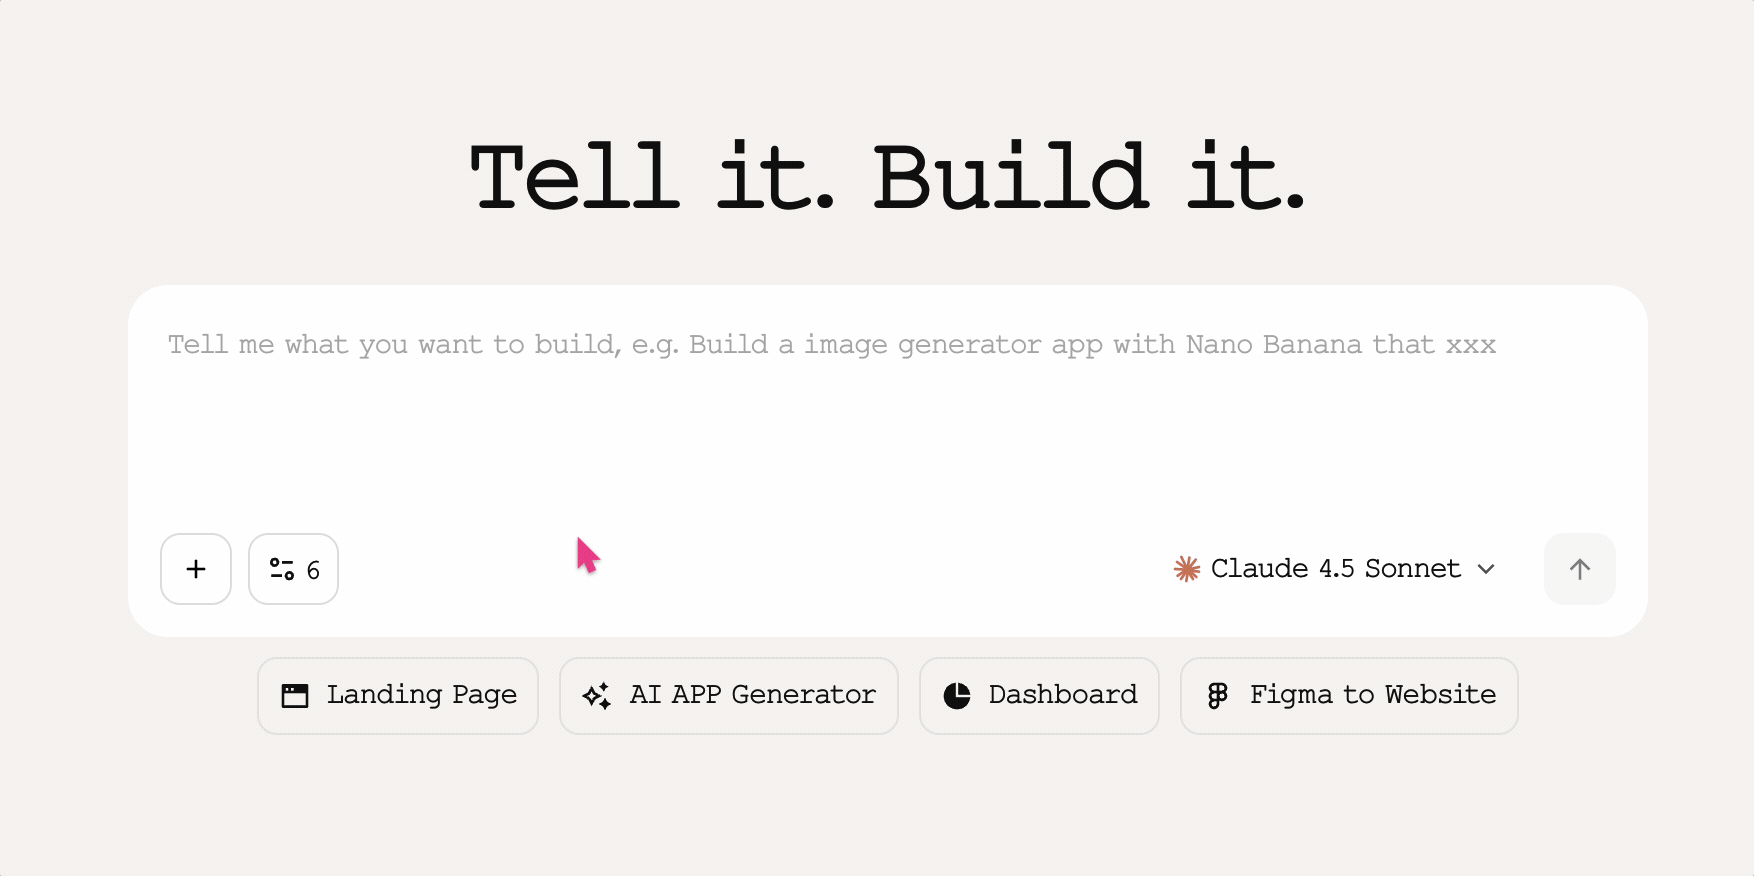 Tell it. Build it.
Tell me what you want to build, e.g. Build a image generator app with Nano Banana that xxx
6
Claude 4.5 Sonnet
Landing Page
AI APP Generator
Dashboard
Figma to Website